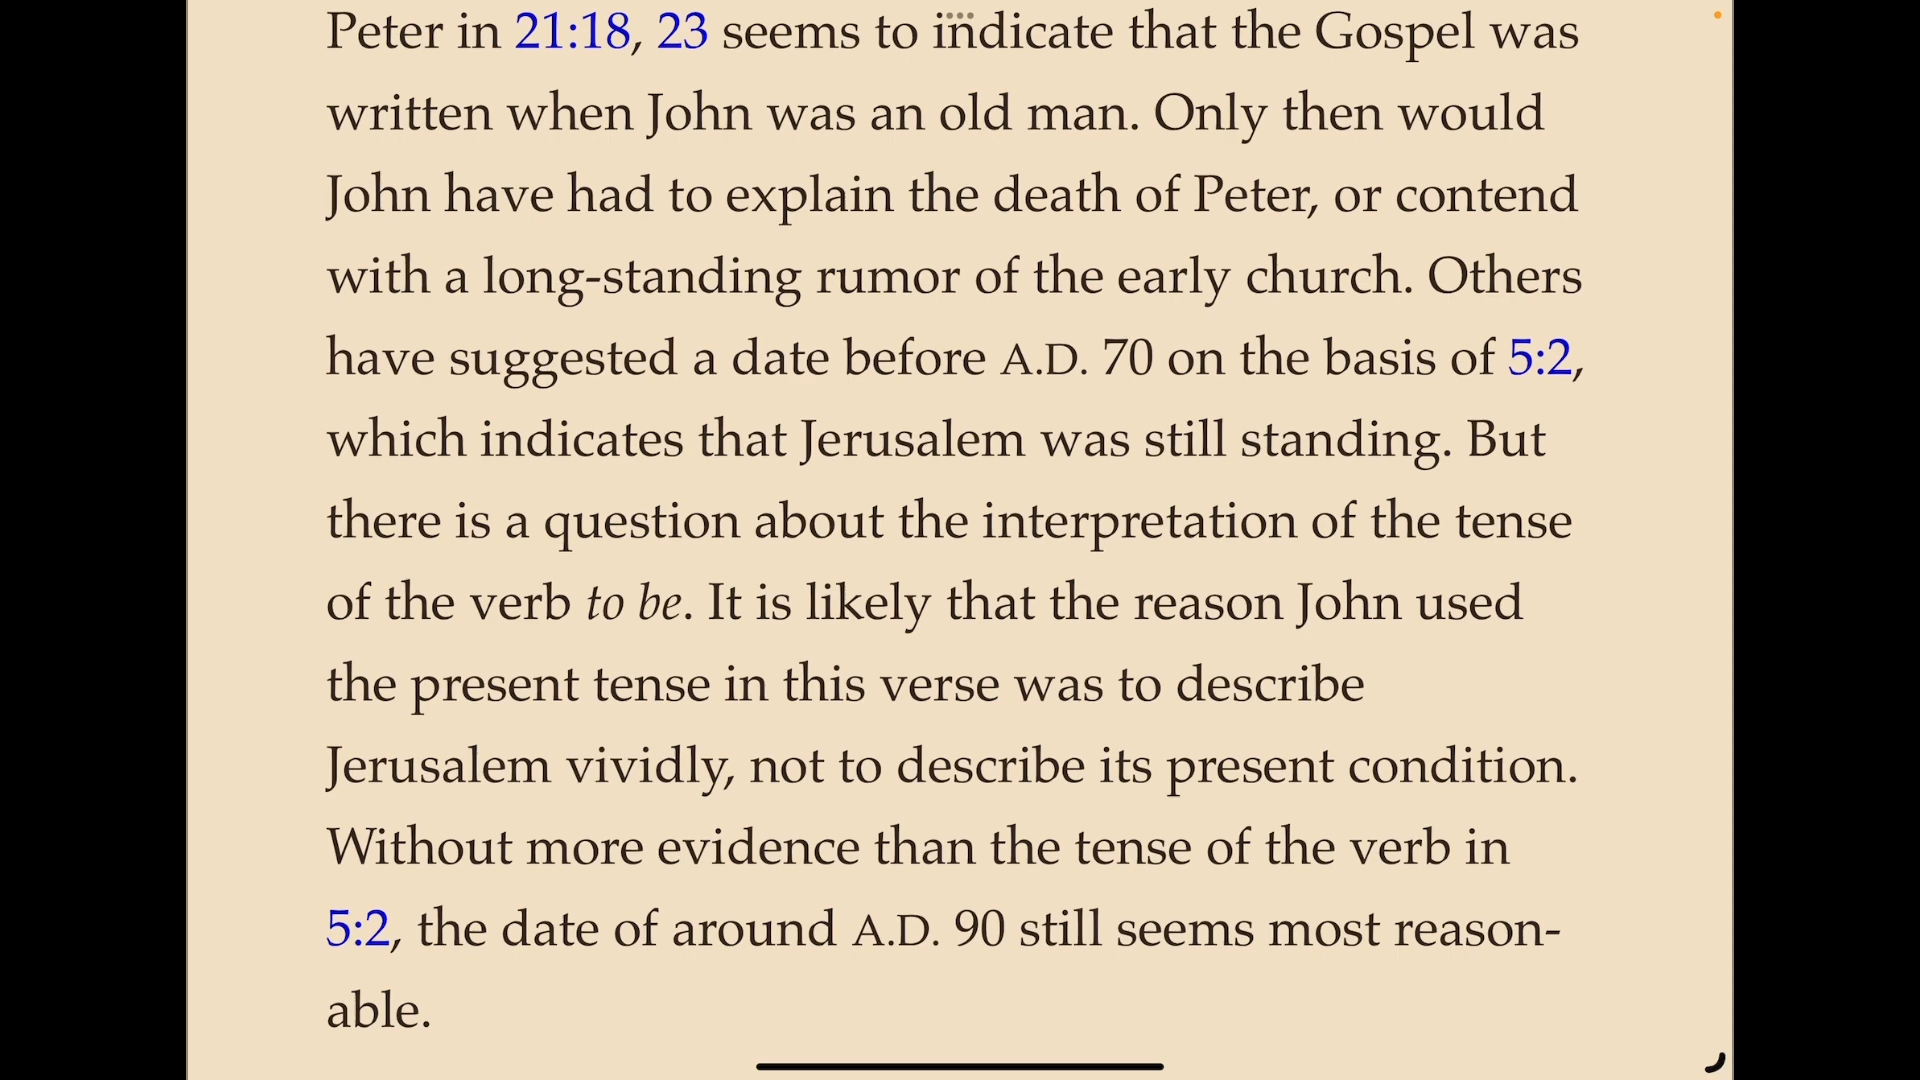 Peter in 21:18, 23 seems to indicate that the Gospel was
written when John was an old man. Only then would
John have had to explain the death of Peter, or contend
with a long-standing rumor of the early church. Others
have suggested a date before A.D. 70 on the basis of 5:2,
which indicates that Jerusalem was still standing. But
there is a question about the interpretation of the tense
of the verb to be. It is likely that the reason John used
the present tense in this verse was to describe
Jerusalem vividly, not to describe its present condition.
Without more evidence than the tense of the verb in
5:2, the date of around A.D. 90 still seems most reason-
able.